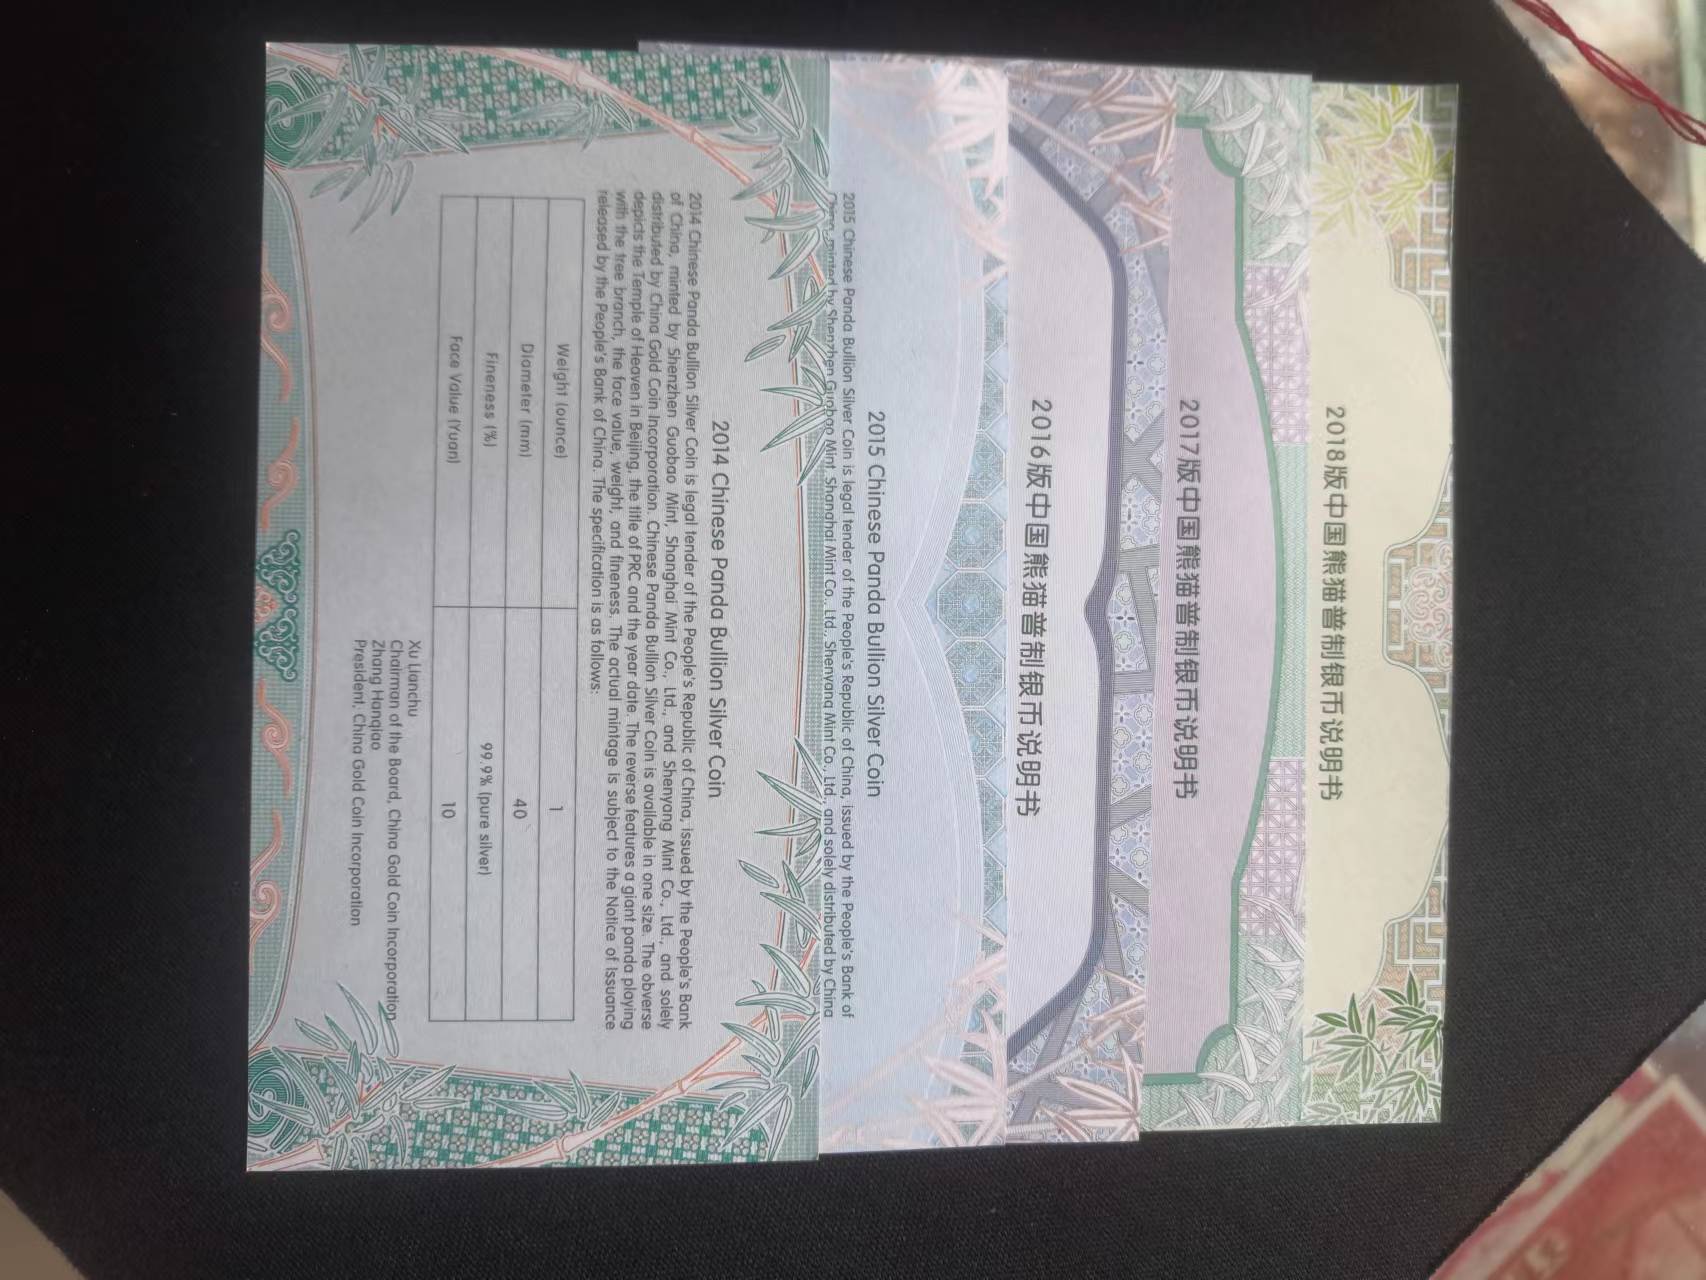 2018版中国熊猫普制银币说明书
2017版中国熊猫普制银币说明书
2016版中国熊猫普制银币说明书
2015 Chinese Panda Bullion Silver Coin
2015 Chinese Panda Bullion Silver Coin is legal tender of the People's Republic of China, issued by the People's Bank of
China, minted by Shenzhen Guobao Mint, Shanghai Mint Co., Ltd., Shenyang Mint Co., Ltd., and solely distributed by China
2014 Chinese Panda Bullion Silver Coin
2014 Chinese Panda Bullion Silver Coin is legal tender of the People's Republic of China, issued by the People's Bank
of China, minted by Shenzhen Guobao Mint, Shanghai Mint Co., Ltd., and Shenyang Mint Co., Ltd., and solely
distributed by China Gold Coin Incorporation. Chinese Panda Bullion Silver Coin is available in one size. The obverse
depicts the Temple of Heaven in Beijing, the title of PRC and the year date. The reverse features a giant panda playing
with the tree branch, the face value, weight, and fineness. The actual mintage is subject to the Notice of Issuance
released by the People's Bank of China. The specification is as follows:
Weight (ounce) 1
Diameter (mm) 40
Fineness (%) 99.9% (pure silver)
Face Value (Yuan) 10
Xu Lianchu
Chairman of the Board, China Gold Coin Incorporation
Zhang Hanqiao
President, China Gold Coin Incorporation